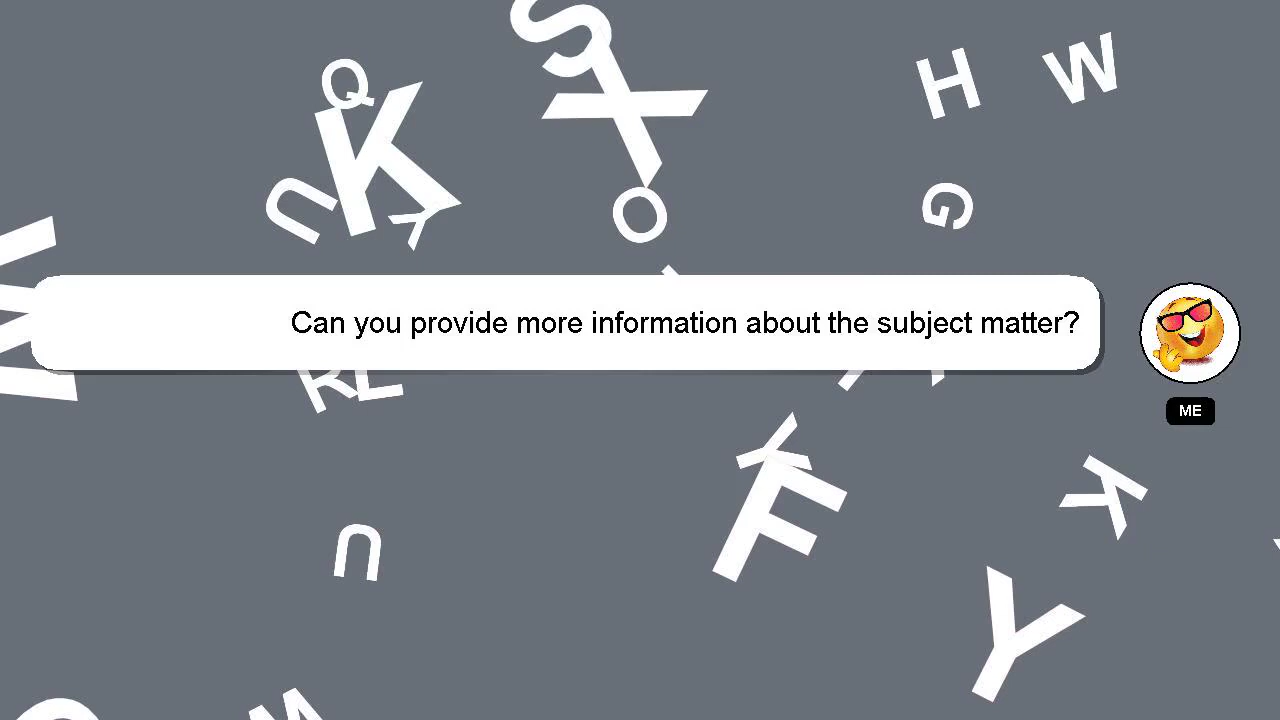 S
Q
H
W
K
X
U
Y
O
G
W
Can you provide more information about the subject matter?
ME
R
Z
K
F
K
U
Y
M